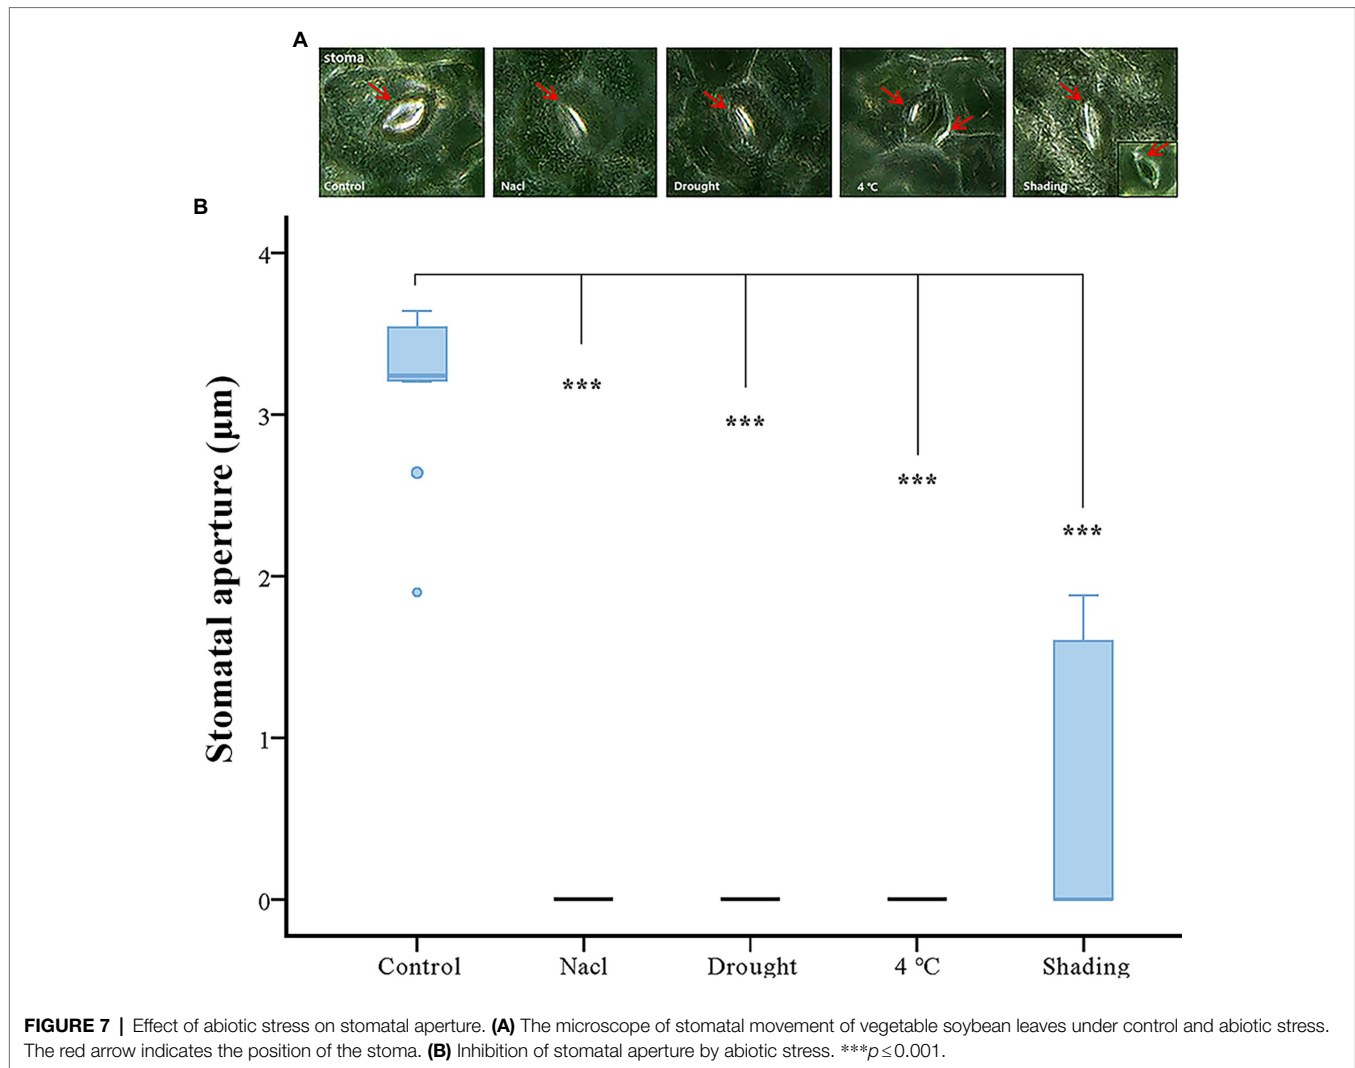 A
stoma
Control
Nacl
Drought
4 ℃
Shading
B
Stomatal aperture (μm)
4
3
2
1
0
***
***
***
***
Control
Nacl
Drought
4 ℃
Shading
FIGURE 7 | Effect of abiotic stress on stomatal aperture. (A) The microscope of stomatal movement of vegetable soybean leaves under control and abiotic stress.
The red arrow indicates the position of the stoma. (B) Inhibition of stomatal aperture by abiotic stress. ***p≤0.001.